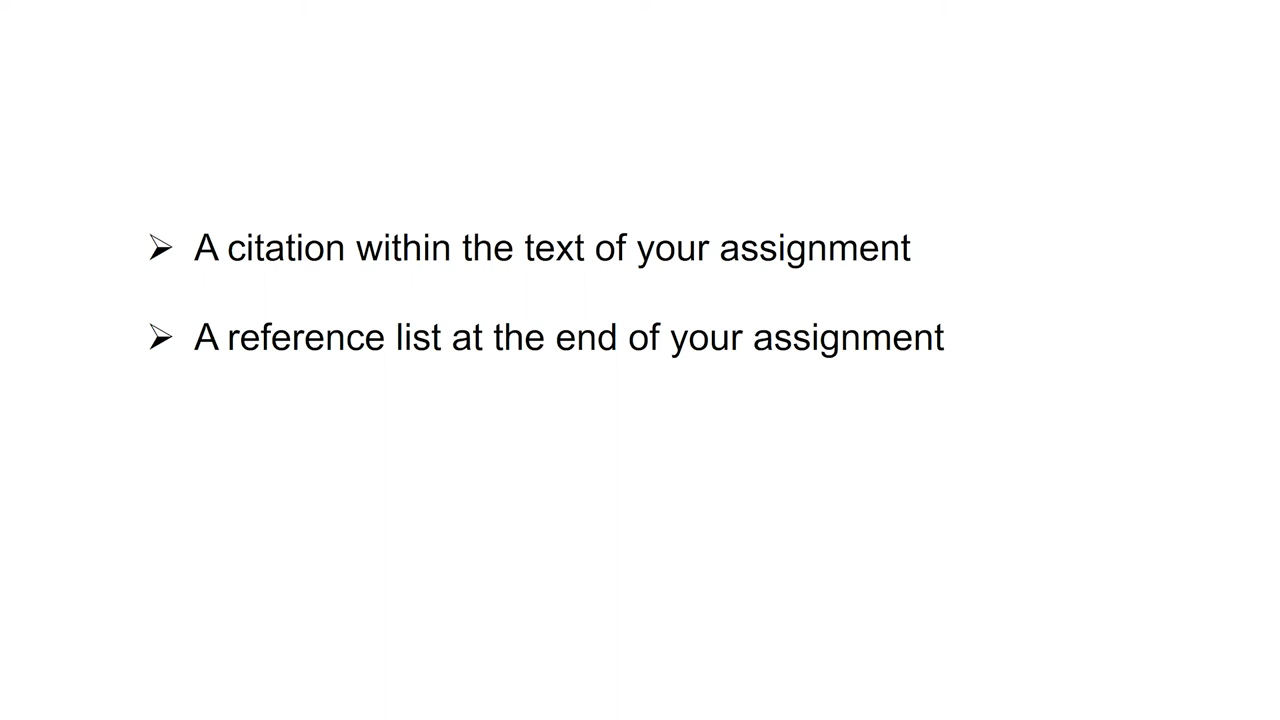 ➢ A citation within the text of your assignment
➢ A reference list at the end of your assignment